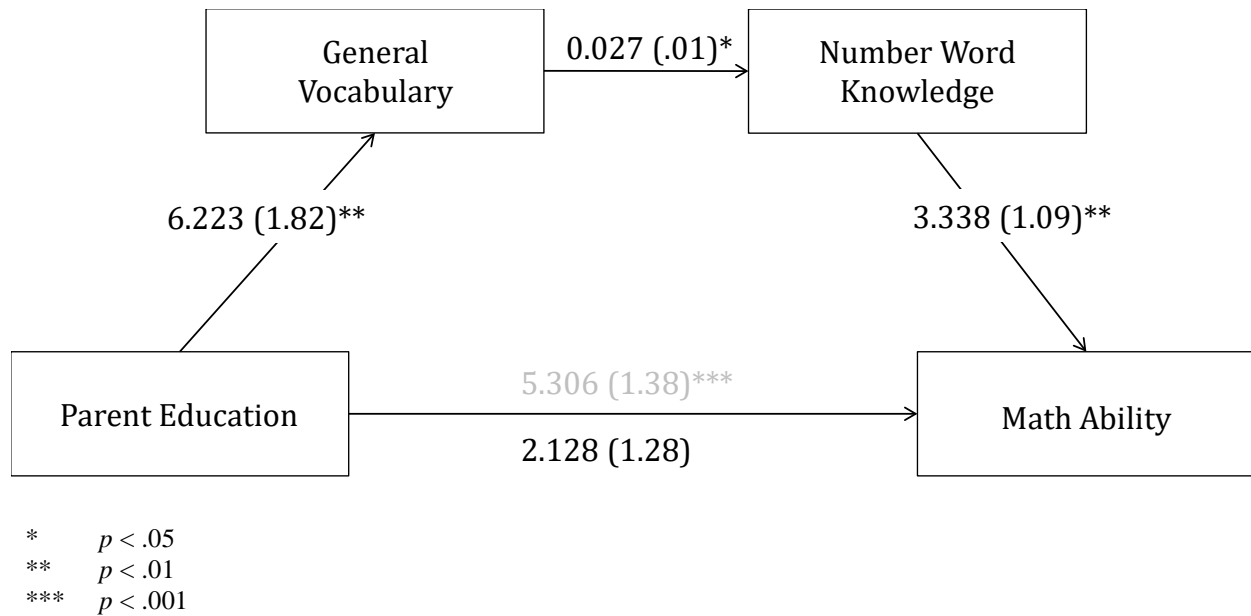 General
Vocabulary
0.027 (.01)*
Number Word
Knowledge
6.223 (1.82)**
3.338 (1.09)**
Parent Education
5.306 (1.38)***
2.128 (1.28)
Math Ability
* p < .05
** p < .01
*** p < .001